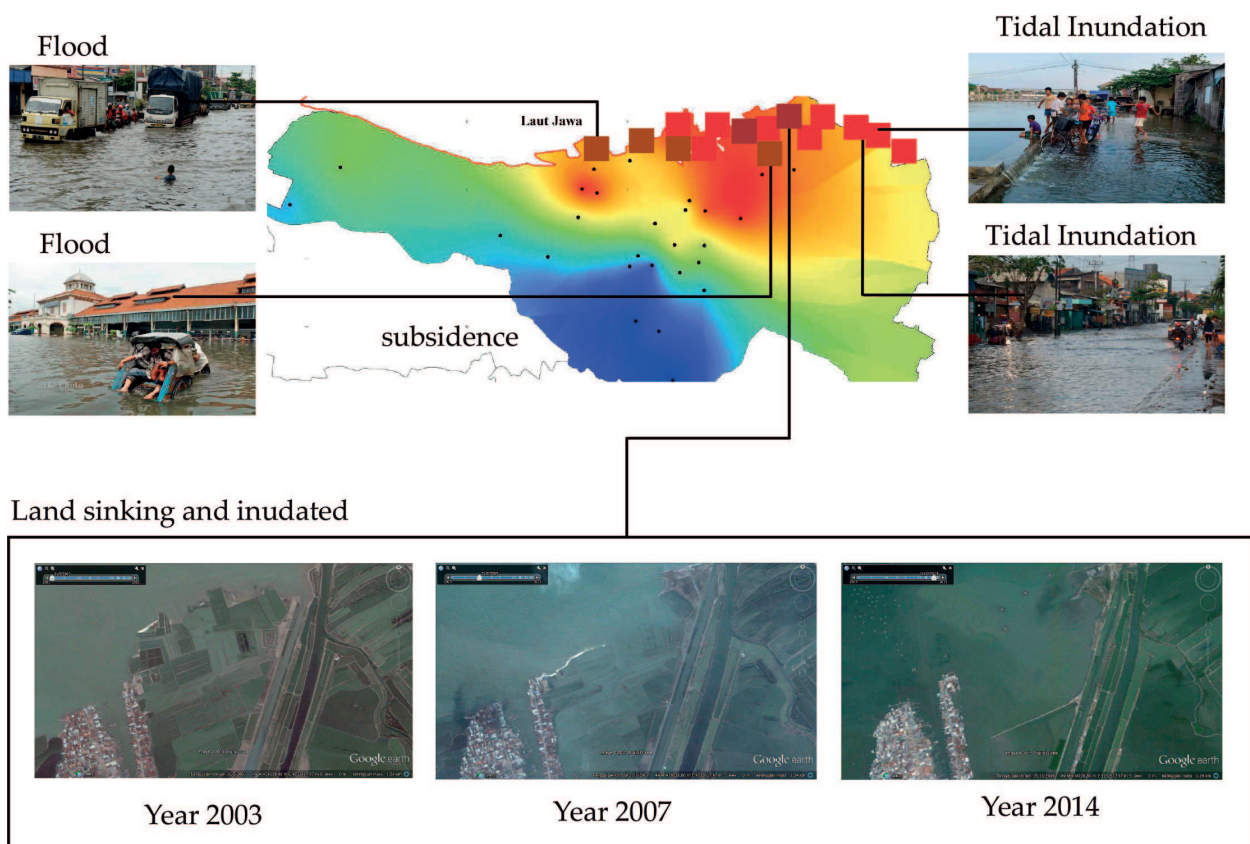 Flood
Tidal Inundation
Laut Jawa
Flood
Tidal Inundation
subsidence
Land sinking and inudated
Google earth
Google earth
Google earth
Year 2003
Year 2007
Year 2014